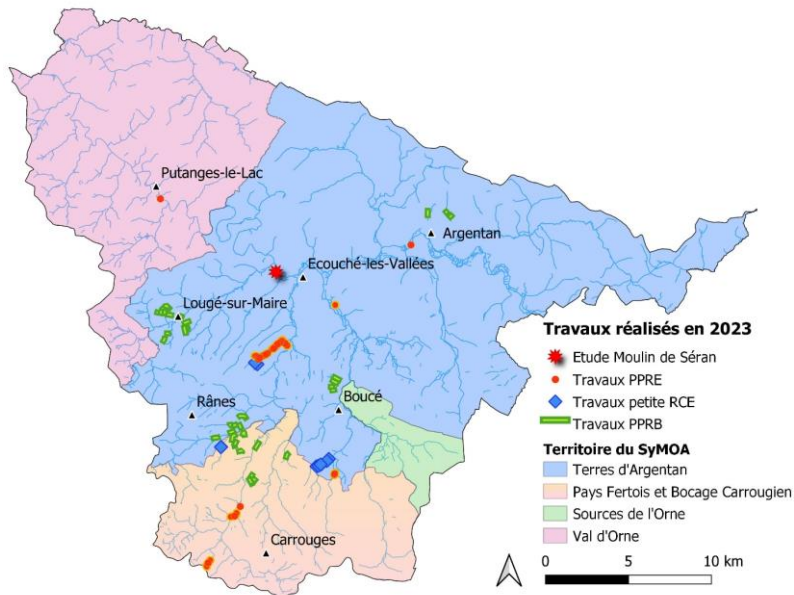 Putanges-le-Lac
Argentan
Ecouché-les-Vallées
Lougé-sur-Maire
Rânes
Boucé
Carrouges
Travaux réalisés en 2023
Etude Moulin de Séran
Travaux PPRE
Travaux petite RCE
Travaux PPRB
Territoire du SyMOA
Terres d'Argentan
Pays Fertois et Bocage Carrougien
Sources de l'Orne
Val d'Orne
0 5 10 km